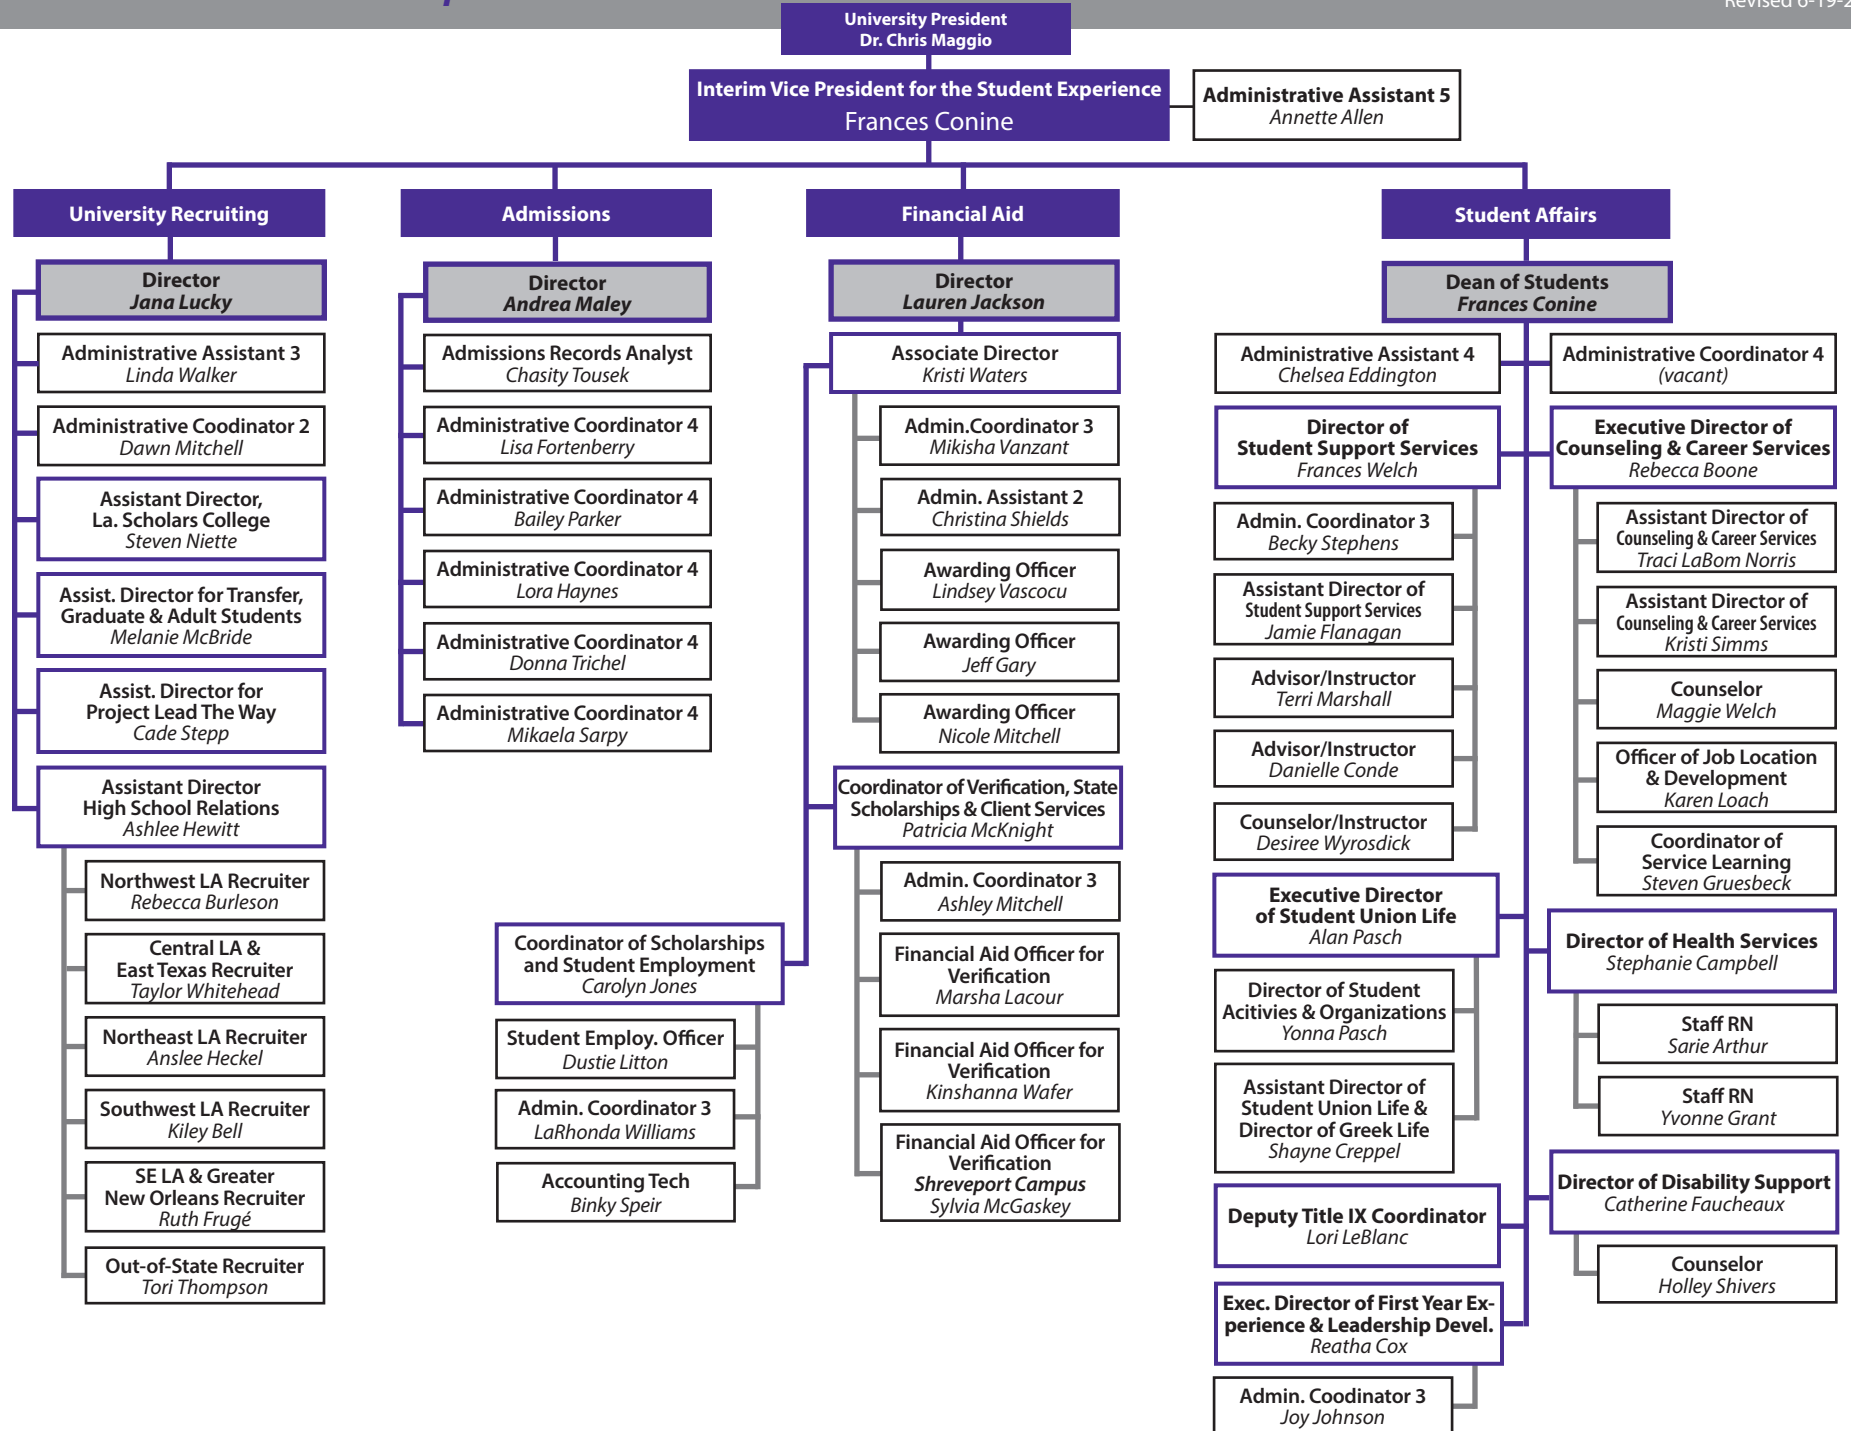 Revised 6-19-2
University President
Dr. Chris Maggio
Interim Vice President for the Student Experience
Frances Conine
Administrative Assistant 5
Annette Allen
University Recruiting
Director
Jana Lucky
Administrative Assistant 3
Linda Walker
Administrative Coodinator 2
Dawn Mitchell
Assistant Director,
La. Scholars College
Steven Niette
Assist. Director for Transfer,
Graduate & Adult Students
Melanie McBride
Assist. Director for
Project Lead The Way
Cade Stepp
Assistant Director
High School Relations
Ashlee Hewitt
Northwest LA Recruiter
Rebecca Burleson
Central LA &
East Texas Recruiter
Taylor Whitehead
Northeast LA Recruiter
Anslee Heckel
Southwest LA Recruiter
Kiley Bell
SE LA & Greater
New Orleans Recruiter
Ruth Frugé
Out-of-State Recruiter
Tori Thompson
Admissions
Director
Andrea Maley
Admissions Records Analyst
Chasity Tousek
Administrative Coordinator 4
Lisa Fortenberry
Administrative Coordinator 4
Bailey Parker
Administrative Coordinator 4
Lora Haynes
Administrative Coordinator 4
Donna Trichel
Administrative Coordinator 4
Mikaela Sarpy
Financial Aid
Director
Lauren Jackson
Associate Director
Kristi Waters
Admin.Coordinator 3
Mikisha Vanzant
Admin. Assistant 2
Christina Shields
Awarding Officer
Lindsey Vascocu
Awarding Officer
Jeff Gary
Awarding Officer
Nicole Mitchell
Coordinator of Verification, State
Scholarships & Client Services
Patricia McKnight
Admin. Coordinator 3
Ashley Mitchell
Financial Aid Officer for
Verification
Marsha Lacour
Financial Aid Officer for
Verification
Kinshanna Wafer
Financial Aid Officer for
Verification
Shreveport Campus
Sylvia McGaskey
Coordinator of Scholarships
and Student Employment
Carolyn Jones
Student Employ. Officer
Dustie Litton
Admin. Coordinator 3
LaRhonda Williams
Accounting Tech
Binky Speir
Student Affairs
Dean of Students
Frances Conine
Administrative Assistant 4
Chelsea Eddington
Administrative Coordinator 4
(vacant)
Director of
Student Support Services
Frances Welch
Admin. Coordinator 3
Becky Stephens
Assistant Director of
Student Support Services
Jamie Flanagan
Advisor/Instructor
Terri Marshall
Advisor/Instructor
Danielle Conde
Counselor/Instructor
Desiree Wyrosdick
Executive Director
of Student Union Life
Alan Pasch
Director of Student
Acitivies & Organizations
Yonna Pasch
Assistant Director of
Student Union Life &
Director of Greek Life
Shayne Creppel
Deputy Title IX Coordinator
Lori LeBlanc
Exec. Director of First Year Ex-
perience & Leadership Devel.
Reatha Cox
Admin. Coodinator 3
Joy Johnson
Executive Director of
Counseling & Career Services
Rebecca Boone
Assistant Director of
Counseling & Career Services
Traci LaBom Norris
Assistant Director of
Counseling & Career Services
Kristi Simms
Counselor
Maggie Welch
Officer of Job Location
& Development
Karen Loach
Coordinator of
Service Learning
Steven Gruesbeck
Director of Health Services
Stephanie Campbell
Staff RN
Sarie Arthur
Staff RN
Yvonne Grant
Director of Disability Support
Catherine Faucheaux
Counselor
Holley Shivers